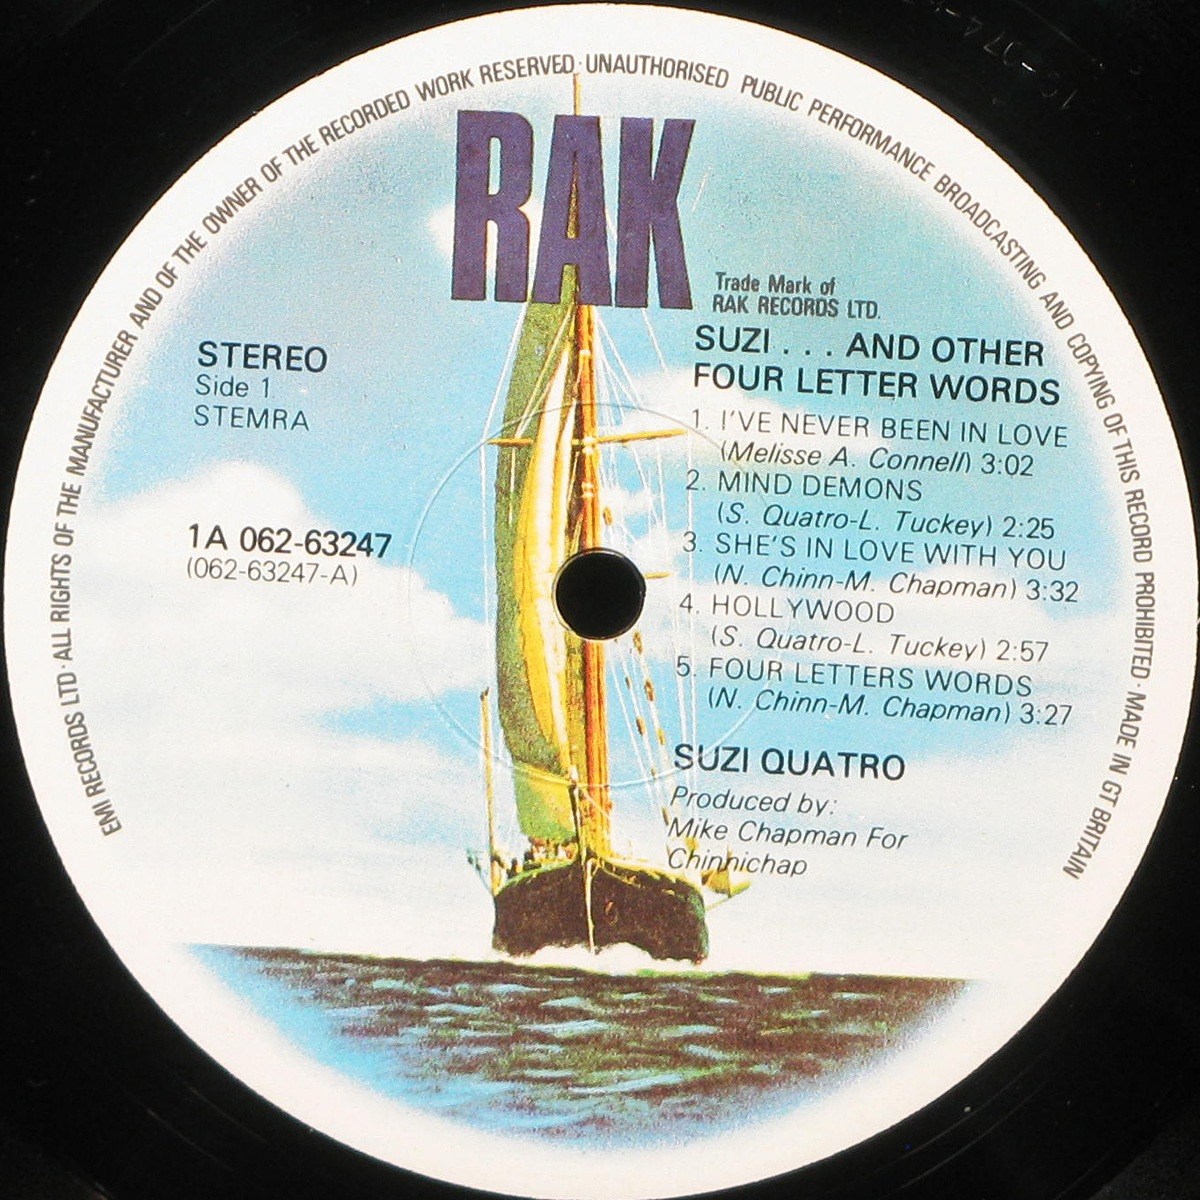 EMI RECORDS LTD · ALL RIGHTS OF THE MANUFACTURER AND OF THE OWNER OF THE RECORDED WORK RESERVED · UNAUTHORISED PUBLIC PERFORMANCE BROADCASTING AND COPYING OF THIS RECORD PROHIBITED · MADE IN GT BRITAIN
RAK
Trade Mark of
RAK RECORDS LTD.
STEREO
Side 1
STEMRA
1A 062-63247
(062-63247-A)
SUZI . . . AND OTHER
FOUR LETTER WORDS
1. I'VE NEVER BEEN IN LOVE
(Melisse A. Connell) 3:02
2. MIND DEMONS
(S. Quatro-L. Tuckey) 2:25
3. SHE'S IN LOVE WITH YOU
(N. Chinn-M. Chapman) 3:32
4. HOLLYWOOD
(S. Quatro-L. Tuckey) 2:57
5. FOUR LETTERS WORDS
(N. Chinn-M. Chapman) 3:27
SUZI QUATRO
Produced by:
Mike Chapman For
Chinnichap